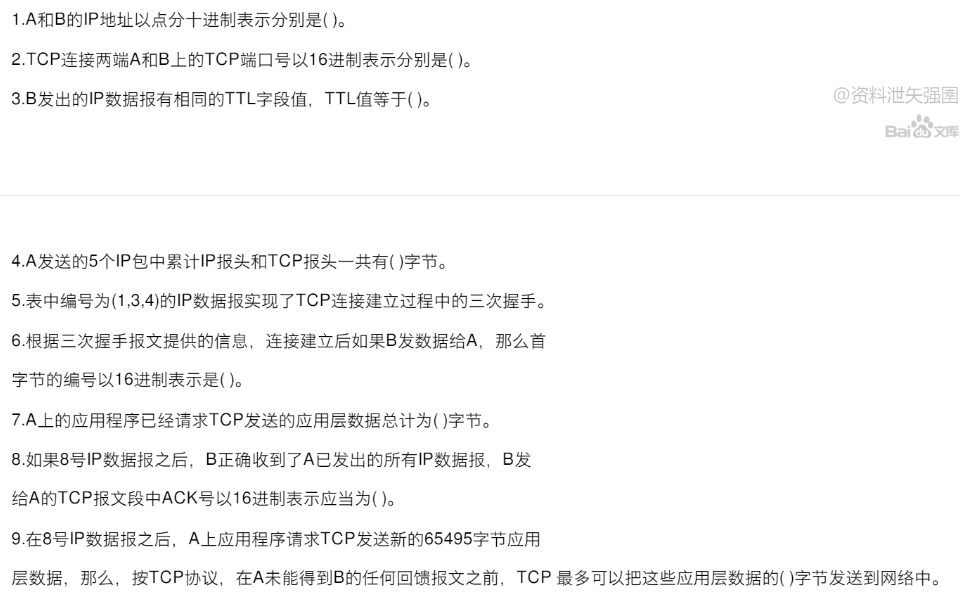 1.A和B的IP地址以点分十进制表示分别是( )。
2.TCP连接两端A和B上的TCP端口号以16进制表示分别是( )。
3.B发出的IP数据报有相同的TTL字段值，TTL值等于( )。
@资料泄矢强圉
Bai du 文库
4.A发送的5个IP包中累计IP报头和TCP报头一共有( )字节。
5.表中编号为(1,3,4)的IP数据报实现了TCP连接建立过程中的三次握手。
6.根据三次握手报文提供的信息，连接建立后如果B发数据给A，那么首
字节的编号以16进制表示是( )。
7.A上的应用程序已经请求TCP发送的应用层数据总计为( )字节。
8.如果8号IP数据报之后，B正确收到了A已发出的所有IP数据报，B发
给A的TCP报文段中ACK号以16进制表示应当为( )。
9.在8号IP数据报之后，A上应用程序请求TCP发送新的65495字节应用
层数据，那么，按TCP协议，在A未能得到B的任何回馈报文之前，TCP 最多可以把这些应用层数据的( )字节发送到网络中。